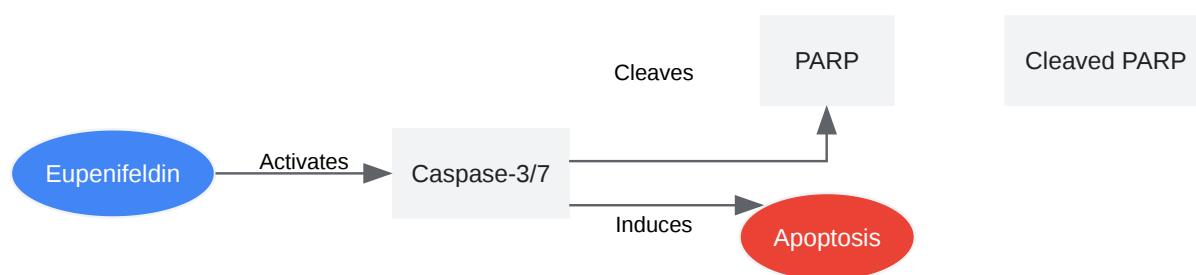 PARP
Cleaved PARP
Cleaves
Eupenifeldin
Activates
Caspase-3/7
Induces
Apoptosis